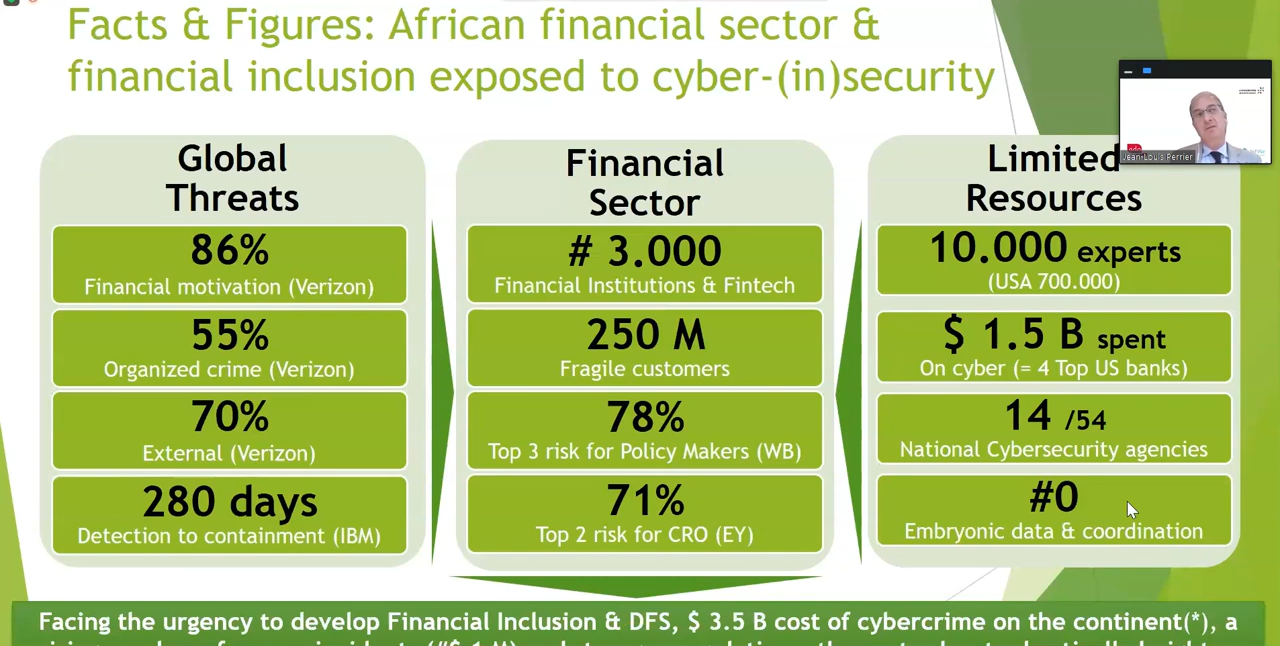 Facts & Figures: African financial sector &
financial inclusion exposed to cyber-(in)security
Jean-Louis Perrier
Global
Threats
86%
Financial motivation (Verizon)
55%
Organized crime (Verizon)
70%
External (Verizon)
280 days
Detection to containment (IBM)
Financial
Sector
# 3.000
Financial Institutions & Fintech
250 M
Fragile customers
78%
Top 3 risk for Policy Makers (WB)
71%
Top 2 risk for CRO (EY)
Limited
Resources
10.000 experts
(USA 700.000)
$ 1.5 B spent
On cyber (= 4 Top US banks)
14 /54
National Cybersecurity agencies
#0
Embryonic data & coordination
Facing the urgency to develop Financial Inclusion & DFS, $ 3.5 B cost of cybercrime on the continent(*), a